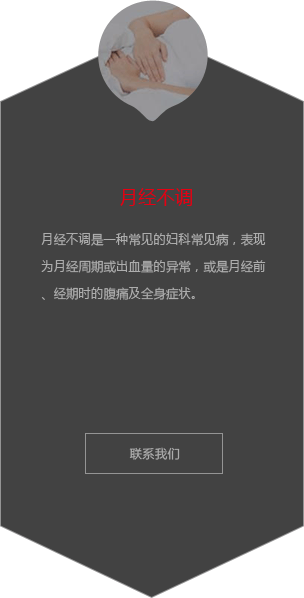 月经不调
月经不调是一种常见的妇科常见病，表现
为月经周期或出血量的异常，或是月经前
、经期时的腹痛及全身症状。
联系我们